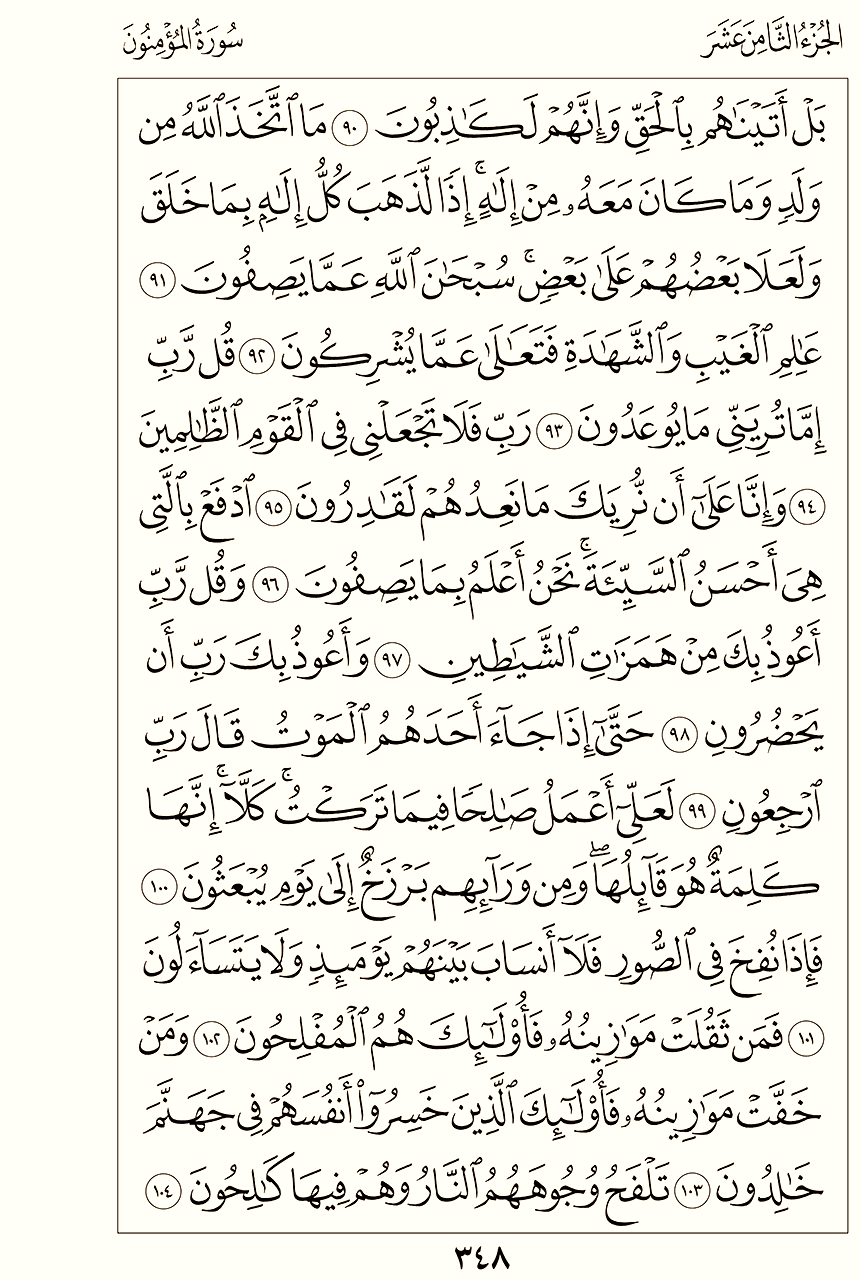 الجُزْءُ الثَّامِنَ عَشَرَ
سُورَةُ المُؤْمِنُونَ
بَلْ أَتَيْنَٰهُم بِٱلْحَقِّ وَإِنَّهُمْ لَكَٰذِبُونَ ٩٠ مَا ٱتَّخَذَ ٱللَّهُ مِن
وَلَدٍ وَمَا كَانَ مَعَهُۥ مِنْ إِلَٰهٍ ۚ إِذًا لَّذَهَبَ كُلُّ إِلَٰهٍۭ بِمَا خَلَقَ
وَلَعَلَا بَعْضُهُمْ عَلَىٰ بَعْضٍ ۚ سُبْحَٰنَ ٱللَّهِ عَمَّا يَصِفُونَ ٩١
عَٰلِمِ ٱلْغَيْبِ وَٱلشَّهَٰدَةِ فَتَعَٰلَىٰ عَمَّا يُشْرِكُونَ ٩٢ قُل رَّبِّ
إِمَّا تُرِيَنِّي مَا يُوعَدُونَ ٩٣ رَبِّ فَلَا تَجْعَلْنِي فِي ٱلْقَوْمِ ٱلظَّٰلِمِينَ
٩٤ وَإِنَّا عَلَىٰٓ أَن نُّرِيَكَ مَا نَعِدُهُمْ لَقَٰدِرُونَ ٩٥ ٱدْفَعْ بِٱلَّتِي
هِيَ أَحْسَنُ ٱلسَّيِّئَةَ ۚ نَحْنُ أَعْلَمُ بِمَا يَصِفُونَ ٩٦ وَقُل رَّبِّ
أَعُوذُ بِكَ مِنْ هَمَزَٰتِ ٱلشَّيَٰطِينِ ٩٧ وَأَعُوذُ بِكَ رَبِّ أَن
يَحْضُرُونِ ٩٨ حَتَّىٰٓ إِذَا جَآءَ أَحَدَهُمُ ٱلْمَوْتُ قَالَ رَبِّ
ٱرْجِعُونِ ٩٩ لَعَلِّيٓ أَعْمَلُ صَٰلِحًا فِيمَا تَرَكْتُ ۚ كَلَّآ ۚ إِنَّهَا
كَلِمَةٌ هُوَ قَآئِلُهَا ۖ وَمِن وَرَآئِهِم بَرْزَخٌ إِلَىٰ يَوْمِ يُبْعَثُونَ ١٠٠
فَإِذَا نُفِخَ فِي ٱلصُّورِ فَلَآ أَنسَابَ بَيْنَهُمْ يَوْمَئِذٍ وَلَا يَتَسَآءَلُونَ
١٠١ فَمَن ثَقُلَتْ مَوَٰزِينُهُۥ فَأُو۟لَٰٓئِكَ هُمُ ٱلْمُفْلِحُونَ ١٠٢ وَمَنْ
خَفَّتْ مَوَٰزِينُهُۥ فَأُو۟لَٰٓئِكَ ٱلَّذِينَ خَسِرُوٓا۟ أَنفُسَهُمْ فِي جَهَنَّمَ
خَٰلِدُونَ ١٠٣ تَلْفَحُ وُجُوهَهُمُ ٱلنَّارُ وَهُمْ فِيهَا كَٰلِحُونَ ١٠٤
٣٤٨